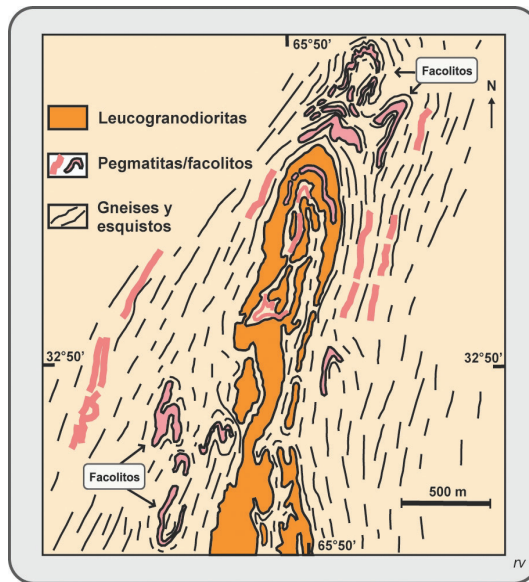 65°50'
Facolitos
N
Leucogranodioritas
Pegmatitas/facolitos
Gneises y
esquistos
32°50'
32°50'
Facolitos
500 m
65°50'
rv